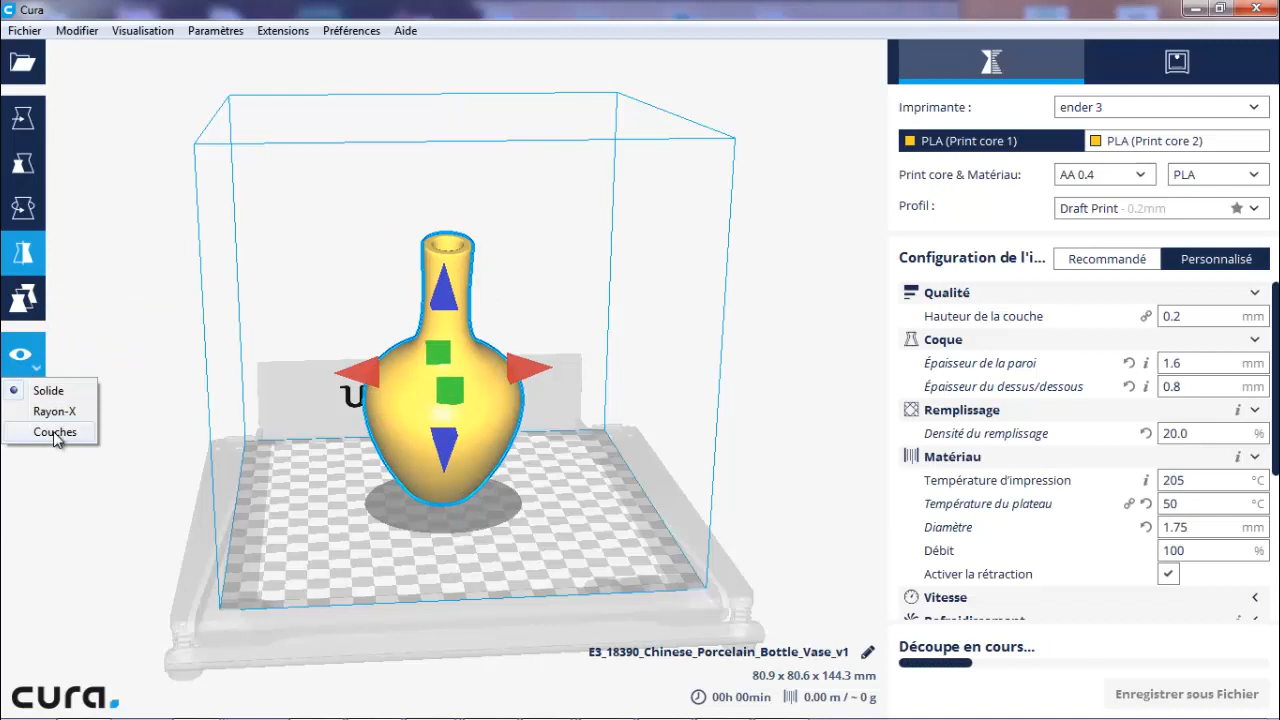 Cura
Fichier Modifier Visualisation Paramètres Extensions Préférences Aide
Imprimante : ender 3
PLA (Print core 1) PLA (Print core 2)
Print core & Matériau: AA 0.4 PLA
Profil : Draft Print - 0.2mm
Configuration de l'i... Recommandé Personnalisé
Qualité
Hauteur de la couche 0.2 mm
Coque
Épaisseur de la paroi 1.6 mm
Épaisseur du dessus/dessous 0.8 mm
Remplissage
Densité du remplissage 20.0 %
Matériau
Température d'impression 205 °C
Température du plateau 50 °C
Diamètre 1.75 mm
Débit 100 %
Activer la rétraction
Vitesse
Refroidissement
Solide
Rayon-X
Couches
E3_18390_Chinese_Porcelain_Bottle_Vase_v1
80.9 x 80.6 x 144.3 mm
00h 00min 0.00 m / ~ 0 g
Découpe en cours...
Enregistrer sous Fichier
cura.